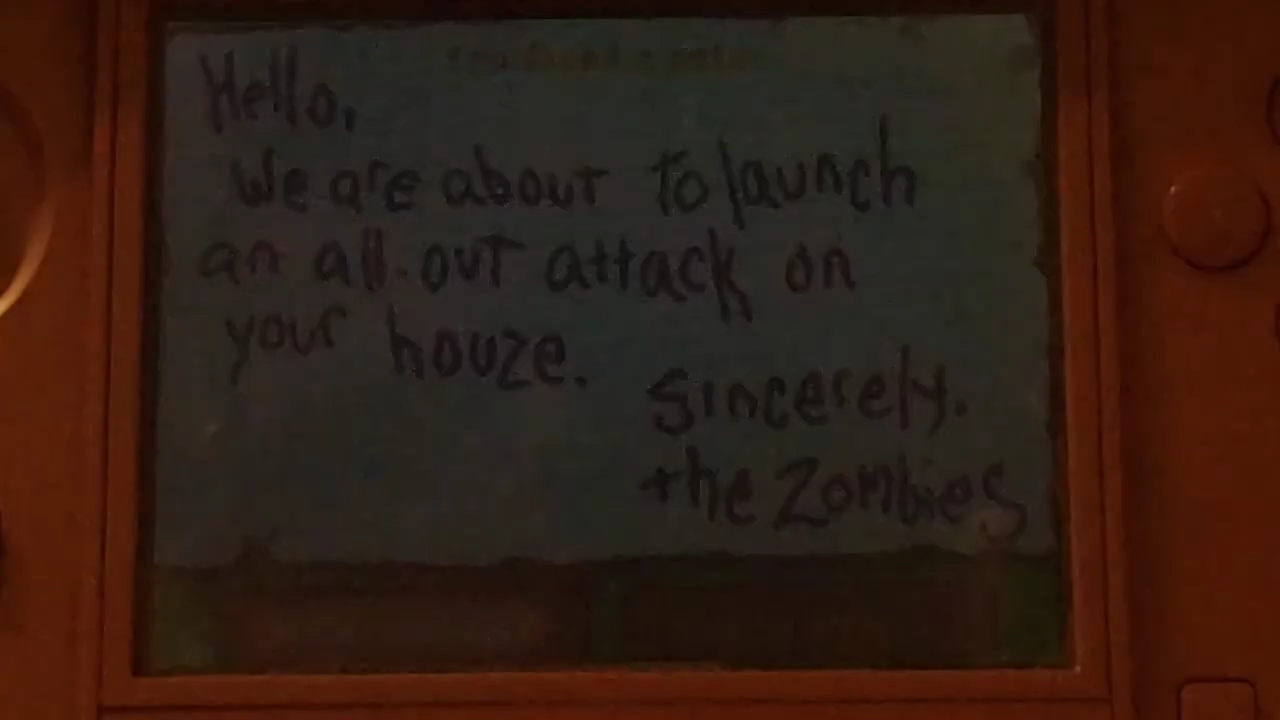 Hello,
We are about to launch
an all-out attack on
your houze.
Sincerely,
the Zombies